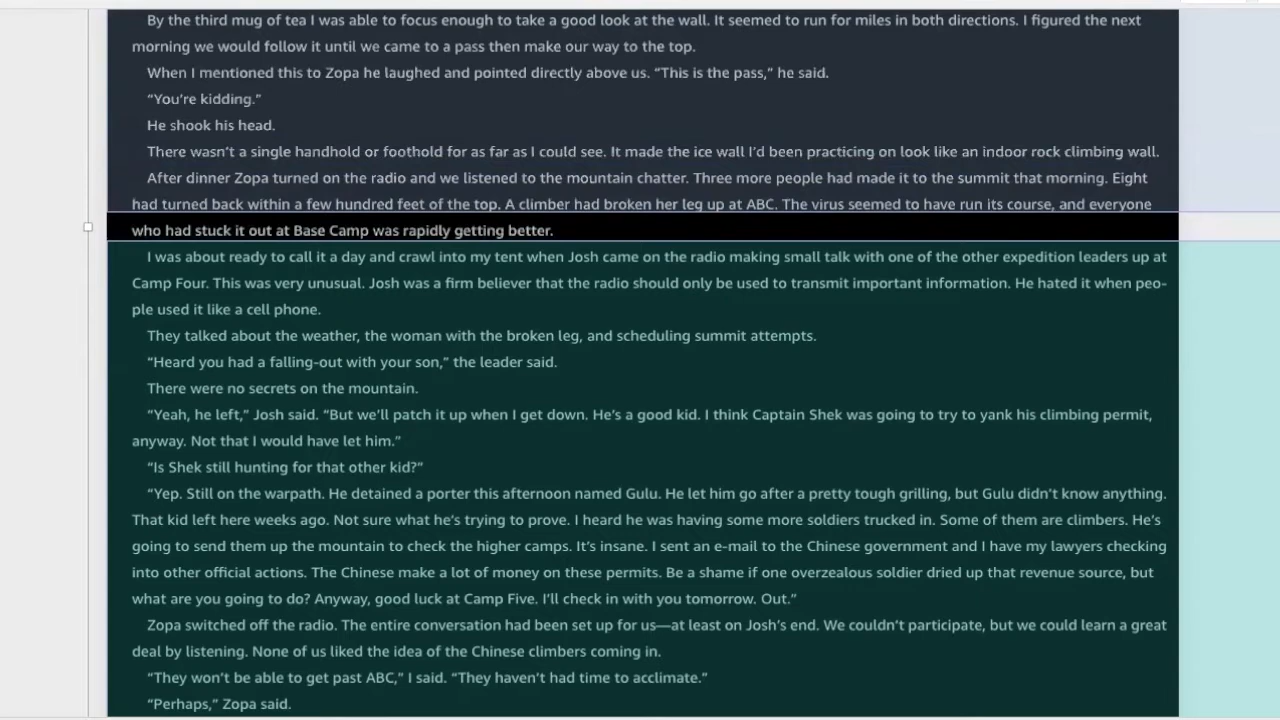 By the third mug of tea I was able to focus enough to take a good look at the wall. It seemed to run for miles in both directions. I figured the next
morning we would follow it until we came to a pass then make our way to the top.
When I mentioned this to Zopa he laughed and pointed directly above us. “This is the pass,” he said.
“You’re kidding.”
He shook his head.
There wasn’t a single handhold or foothold for as far as I could see. It made the ice wall I’d been practicing on look like an indoor rock climbing wall.
After dinner Zopa turned on the radio and we listened to the mountain chatter. Three more people had made it to the summit that morning. Eight
had turned back within a few hundred feet of the top. A climber had broken her leg up at ABC. The virus seemed to have run its course, and everyone
who had stuck it out at Base Camp was rapidly getting better.
I was about ready to call it a day and crawl into my tent when Josh came on the radio making small talk with one of the other expedition leaders up at
Camp Four. This was very unusual. Josh was a firm believer that the radio should only be used to transmit important information. He hated it when peo-
ple used it like a cell phone.
They talked about the weather, the woman with the broken leg, and scheduling summit attempts.
“Heard you had a falling-out with your son,” the leader said.
There were no secrets on the mountain.
“Yeah, he left,” Josh said. “But we’ll patch it up when I get down. He’s a good kid. I think Captain Shek was going to try to yank his climbing permit,
anyway. Not that I would have let him.”
“Is Shek still hunting for that other kid?”
“Yep. Still on the warpath. He detained a porter this afternoon named Gulu. He let him go after a pretty tough grilling, but Gulu didn’t know anything.
That kid left here weeks ago. Not sure what he’s trying to prove. I heard he was having some more soldiers trucked in. Some of them are climbers. He’s
going to send them up the mountain to check the higher camps. It’s insane. I sent an e-mail to the Chinese government and I have my lawyers checking
into other official actions. The Chinese make a lot of money on these permits. Be a shame if one overzealous soldier dried up that revenue source, but
what are you going to do? Anyway, good luck at Camp Five. I’ll check in with you tomorrow. Out.”
Zopa switched off the radio. The entire conversation had been set up for us—at least on Josh’s end. We couldn’t participate, but we could learn a great
deal by listening. None of us liked the idea of the Chinese climbers coming in.
“They won’t be able to get past ABC,” I said. “They haven’t had time to acclimate.”
“Perhaps,” Zopa said.